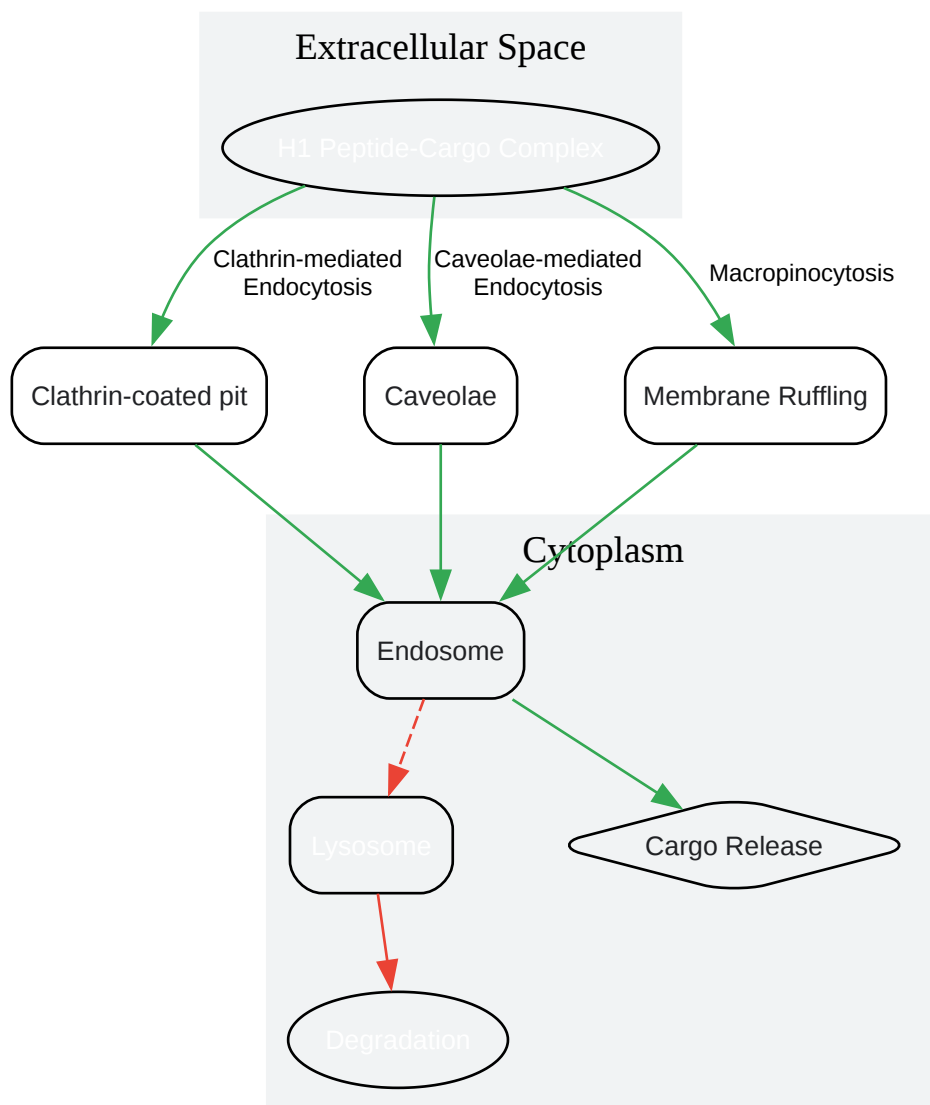 Extracellular Space
H1 Peptide-Cargo Complex
Clathrin-mediated
Endocytosis
Caveolae-mediated
Endocytosis
Macropinocytosis
Clathrin-coated pit
Caveolae
Membrane Ruffling
Cytoplasm
Endosome
Lysosome
Cargo Release
Degradation